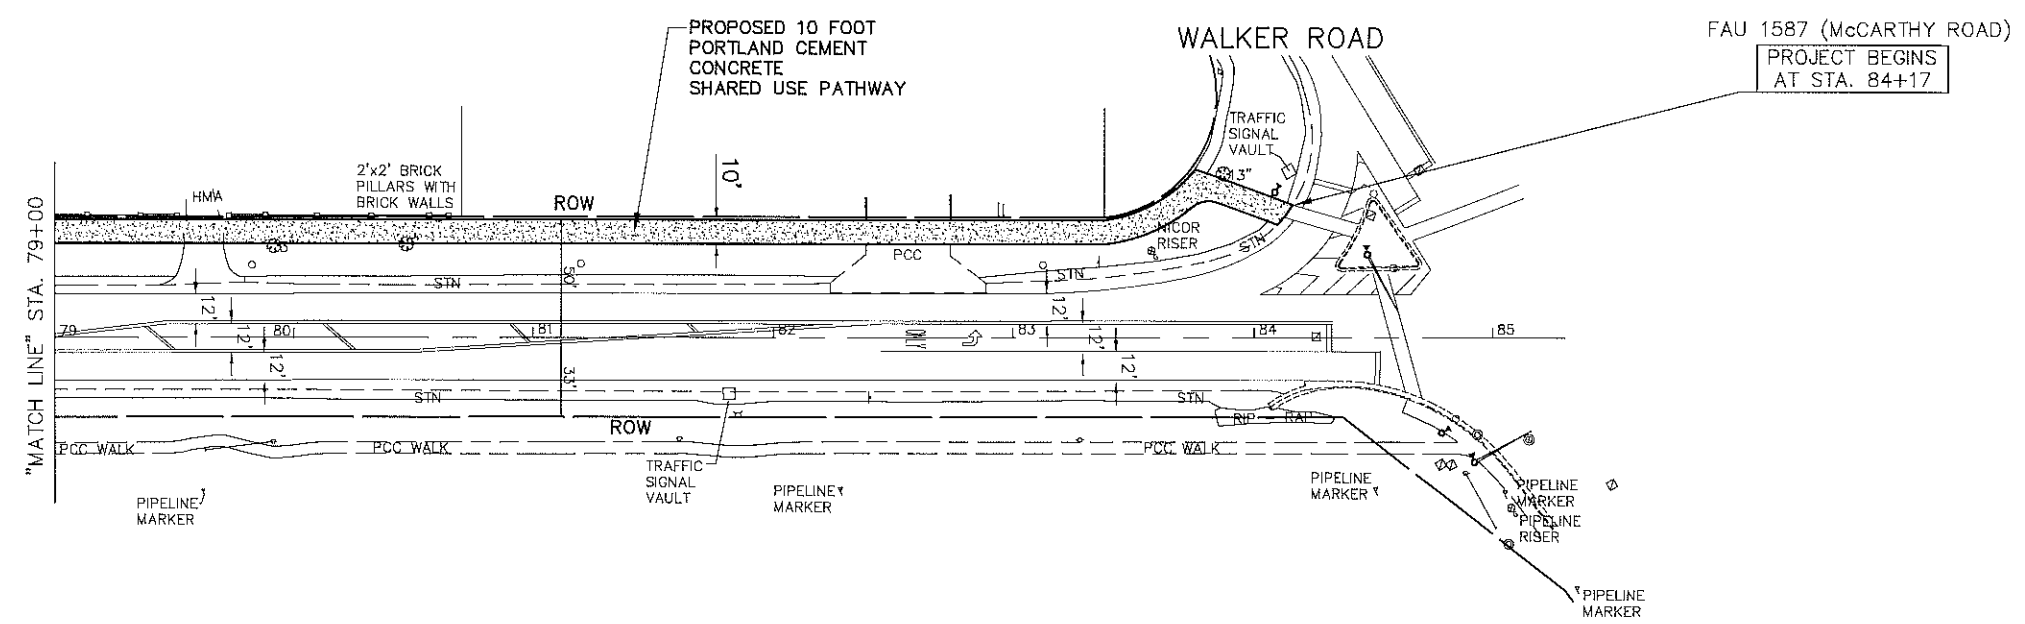 PROPOSED 10 FOOT
PORTLAND CEMENT
CONCRETE
SHARED USE PATHWAY
WALKER ROAD
FAU 1587 (McCARTHY ROAD)
PROJECT BEGINS
AT STA. 84+17
TRAFFIC
SIGNAL
VAULT
13"
2'x2' BRICK
PILLARS WITH
BRICK WALLS
HMA
ROW
10'
"MATCH LINE" STA. 79+00
NICOR
RISER
PCC
STN
STN
STN
50'
12'
12'
12'
12'
12'
12'
79
80
81
82
ONLY
83
84
85
33'
STN
STN
RIP - RAP
ROW
PCC WALK
PCC WALK
PCC WALK
TRAFFIC
SIGNAL
VAULT
PIPELINE
MARKER
PIPELINE
MARKER
PIPELINE
MARKER
PIPELINE
MARKER
PIPELINE
RISER
PIPELINE
MARKER